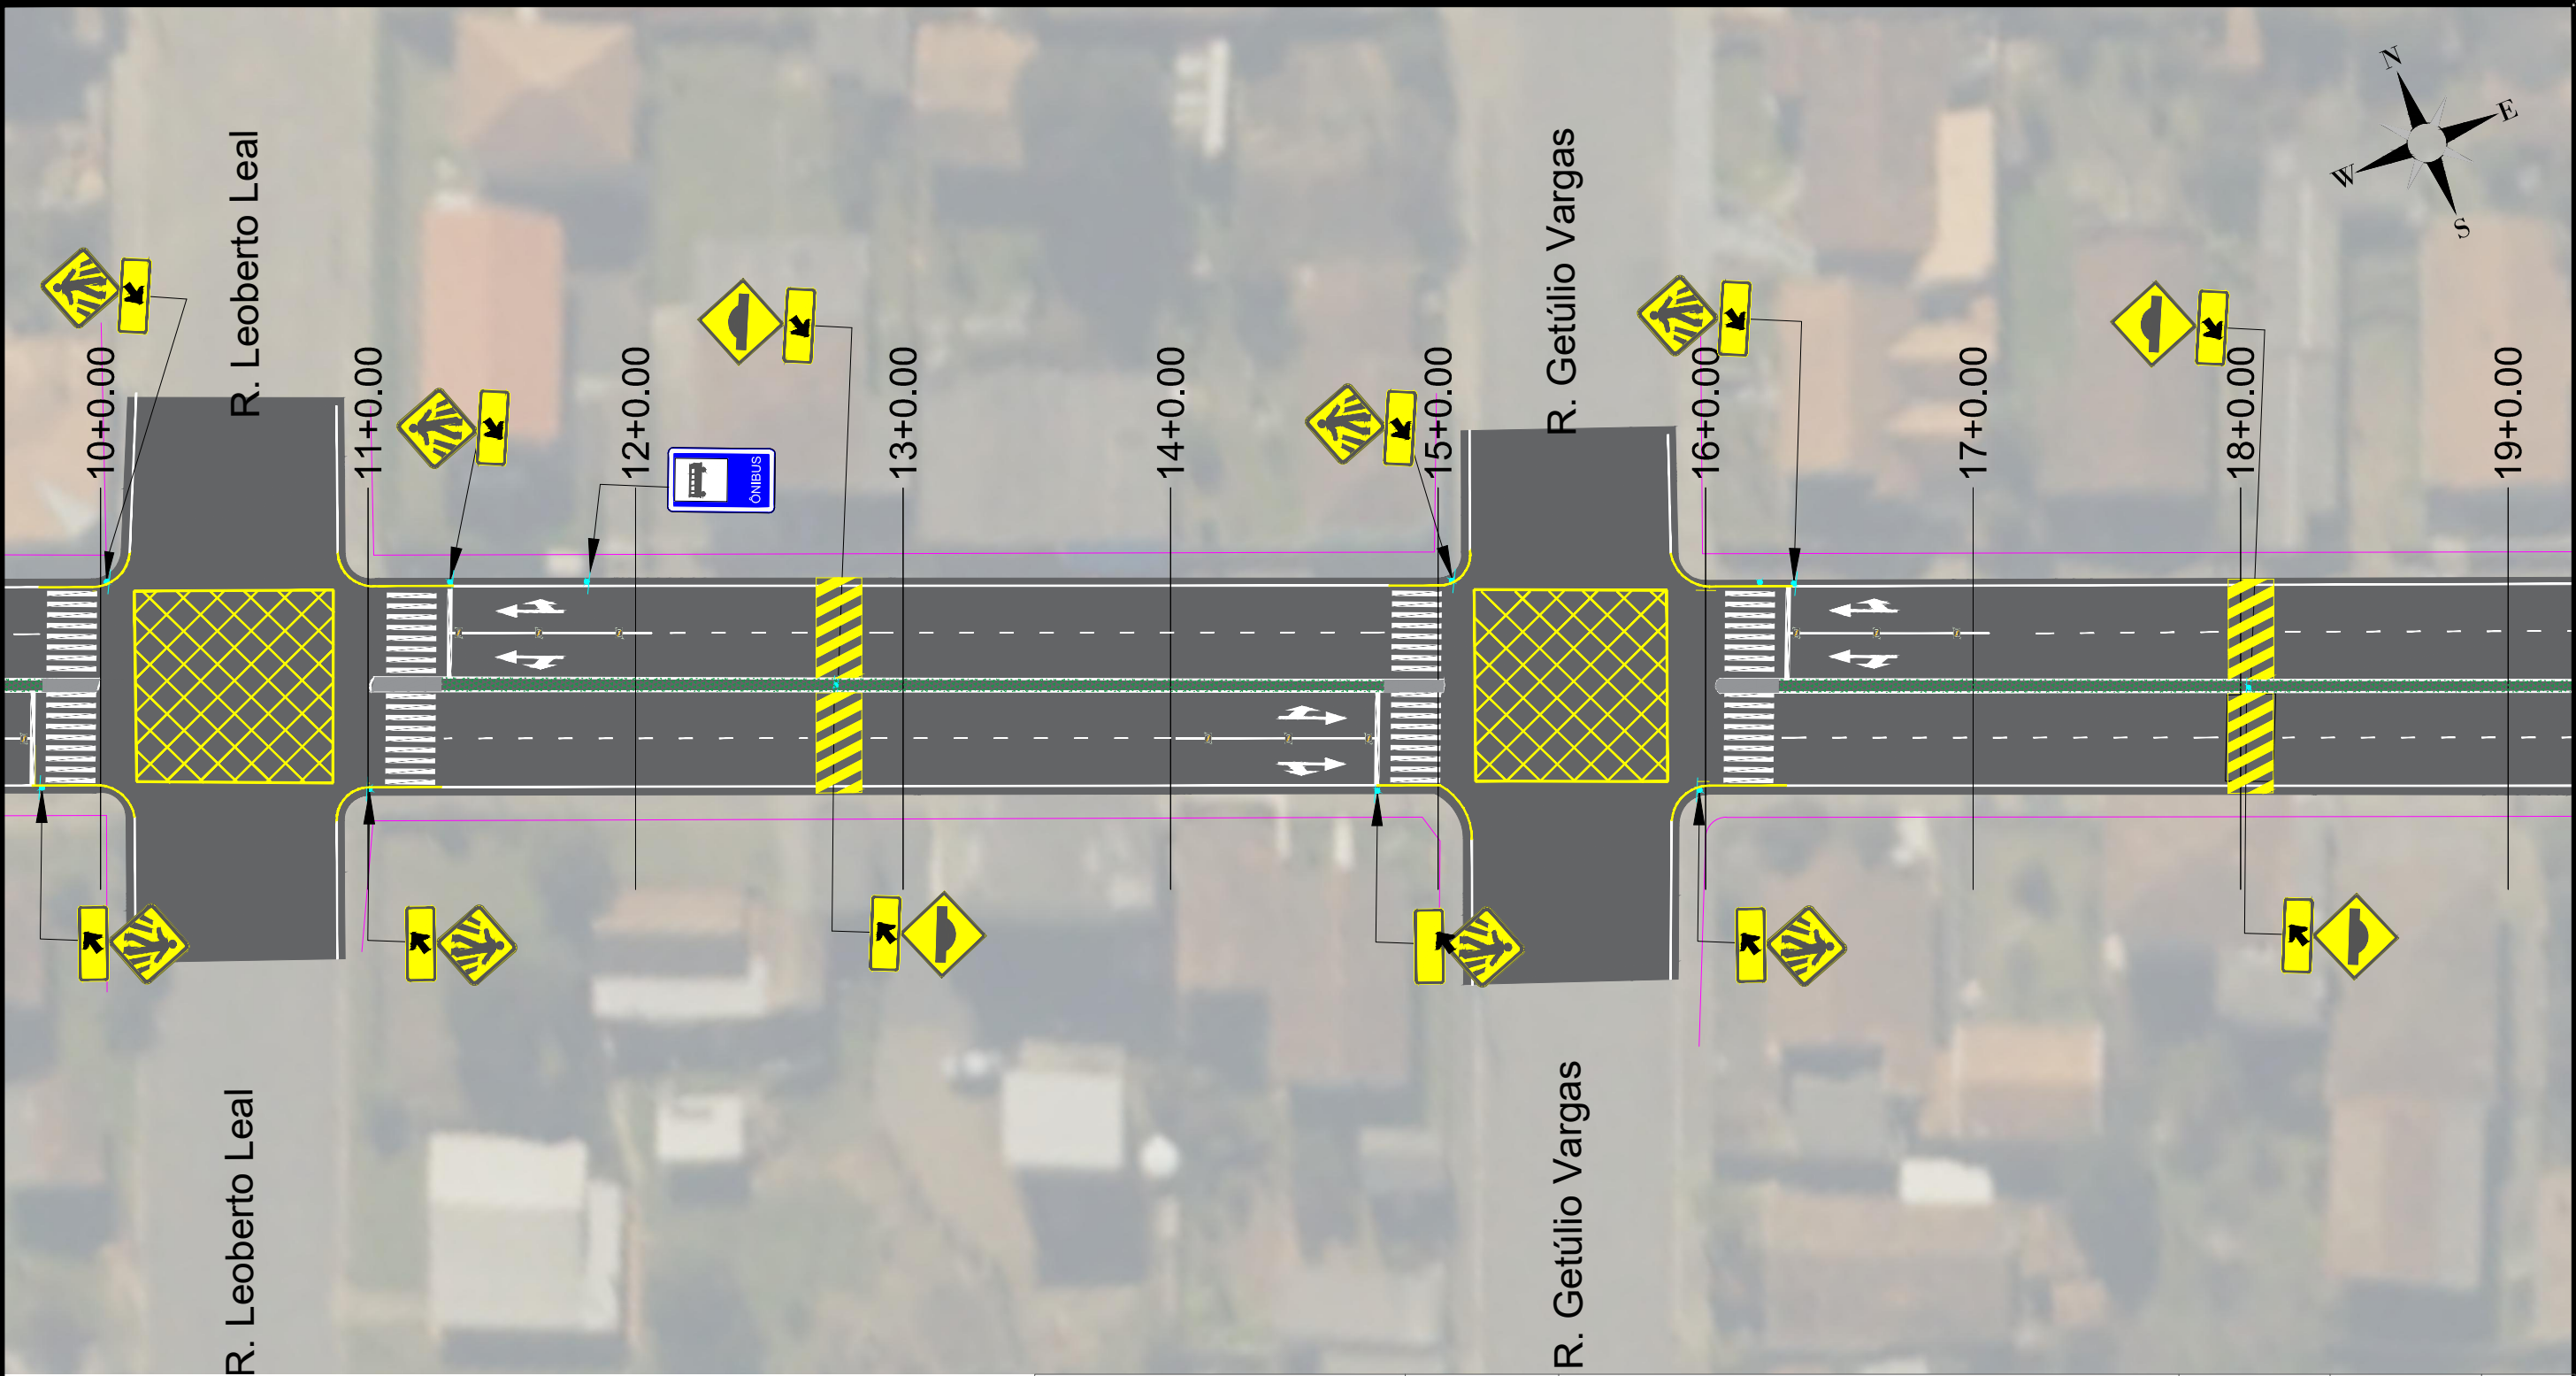 R. Leoberto Leal
R. Getúlio Vargas
N
E
W
S
10+0.00
11+0.00
12+0.00
13+0.00
14+0.00
15+0.00
16+0.00
17+0.00
18+0.00
19+0.00
ÔNIBUS
R. Leoberto Leal
R. Getúlio Vargas